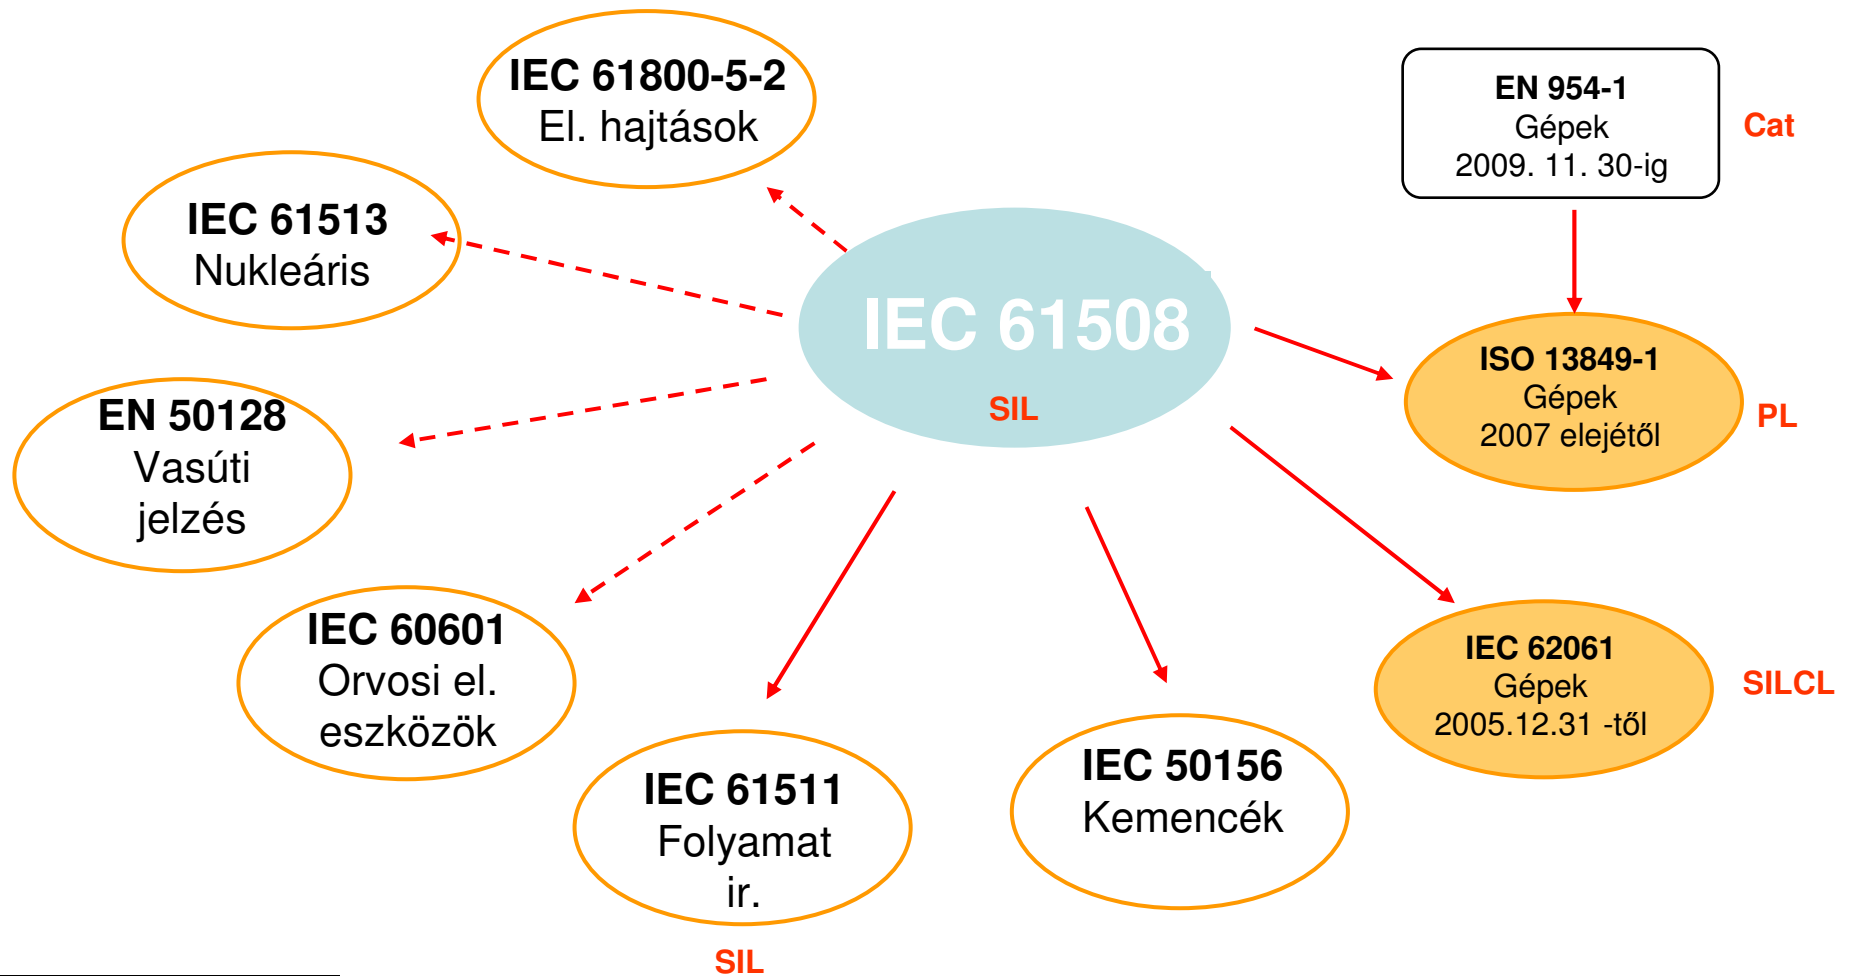 IEC 61800-5-2
El. hajtások
EN 954-1
Gépek
2009. 11. 30-ig
Cat
IEC 61513
Nukleáris
IEC 61508
SIL
ISO 13849-1
Gépek
2007 elejétől
PL
EN 50128
Vasúti
jelzés
IEC 60601
Orvosi el.
eszközök
IEC 62061
Gépek
2005.12.31 -től
SILCL
IEC 61511
Folyamat
ir.
SIL
IEC 50156
Kemencék